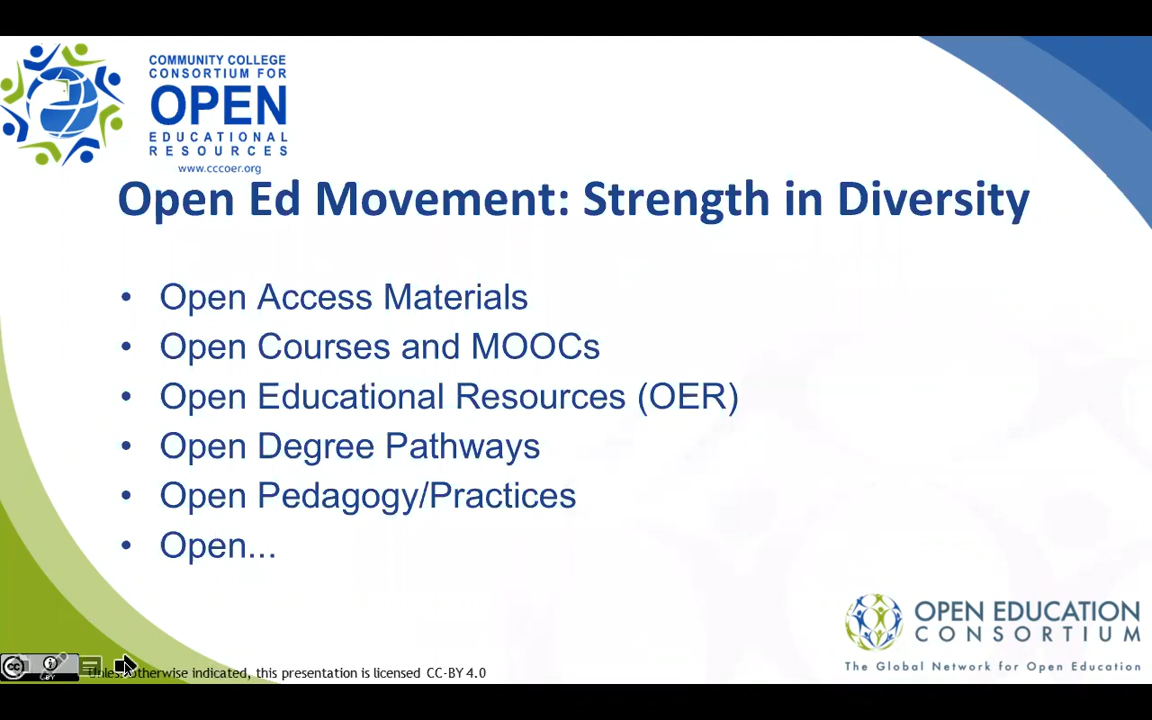 COMMUNITY COLLEGE
CONSORTIUM FOR
OPEN
EDUCATIONAL
RESOURCES
www.cccoer.org
Open Ed Movement: Strength in Diversity
• Open Access Materials
• Open Courses and MOOCs
• Open Educational Resources (OER)
• Open Degree Pathways
• Open Pedagogy/Practices
• Open...
OPEN EDUCATION
CONSORTIUM
The Global Network for Open Education
cc
BY
otherwise indicated, this presentation is licensed CC-BY 4.0